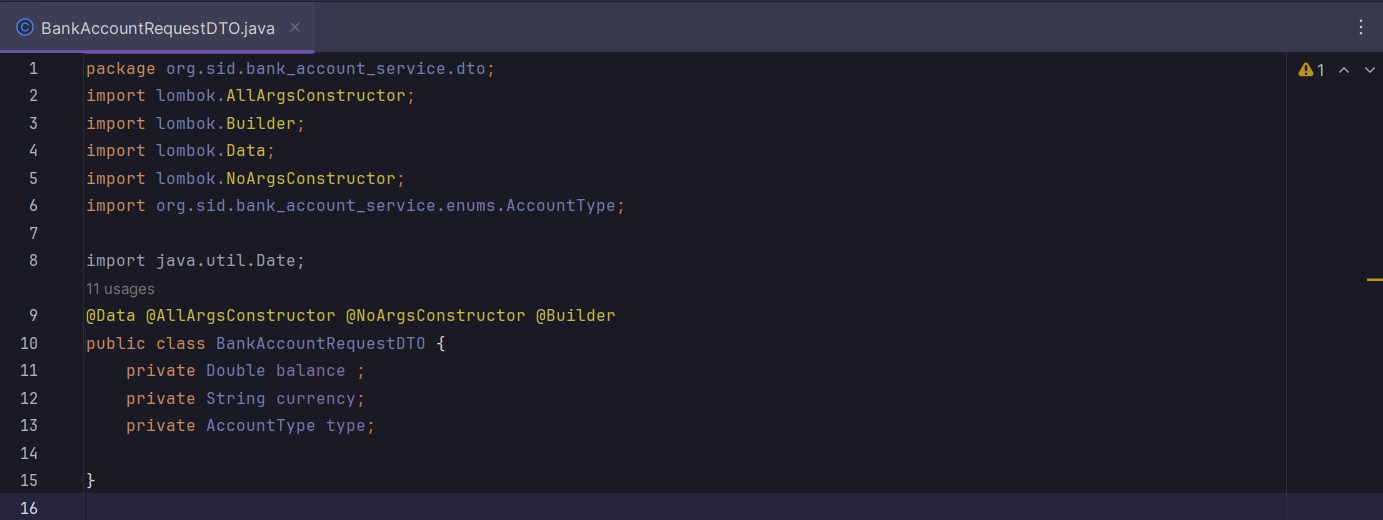 BankAccountRequestDTO.java
1 package org.sid.bank_account_service.dto;
1
2 import lombok.AllArgsConstructor;
3 import lombok.Builder;
4 import lombok.Data;
5 import lombok.NoArgsConstructor;
6 import org.sid.bank_account_service.enums.AccountType;
7
8 import java.util.Date;
11 usages
9 @Data @AllArgsConstructor @NoArgsConstructor @Builder
10 public class BankAccountRequestDTO {
11 private Double balance ;
12 private String currency;
13 private AccountType type;
14
15 }
16